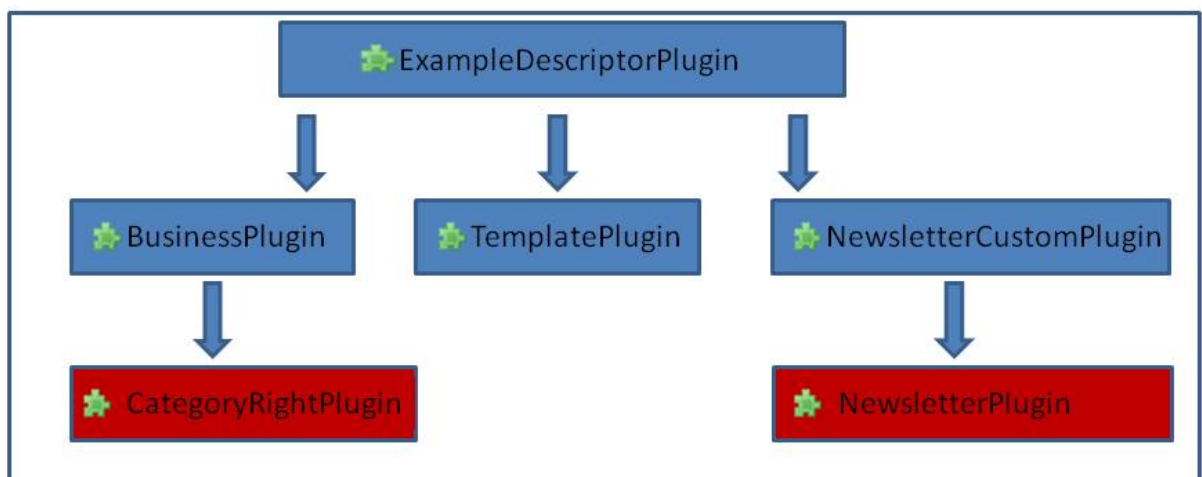 ExampleDescriptorPlugin
BusinessPlugin
TemplatePlugin
NewsletterCustomPlugin
CategoryRightPlugin
NewsletterPlugin